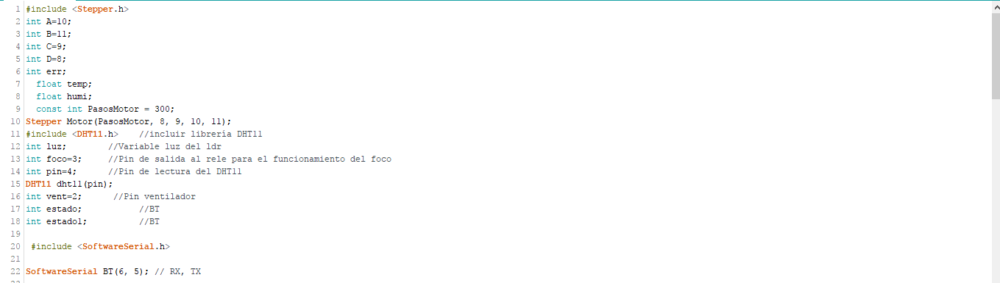 1 #include <Stepper.h>
2 int A=10;
3 int B=11;
4 int C=9;
5 int D=8;
6 int err;
7 float temp;
8 float humi;
9 const int PasosMotor = 300;
10 Stepper Motor(PasosMotor, 8, 9, 10, 11);
11 #include <DHT11.h> //incluir librería DHT11
12 int luz; //Variable luz del ldr
13 int foco=3; //Pin de salida al rele para el funcionamiento del foco
14 int pin=4; //Pin de lectura del DHT11
15 DHT11 dht11(pin);
16 int vent=2; //Pin ventilador
17 int estado; //BT
18 int estado1; //BT
19
20 #include <SoftwareSerial.h>
21
22 SoftwareSerial BT(6, 5); // RX, TX